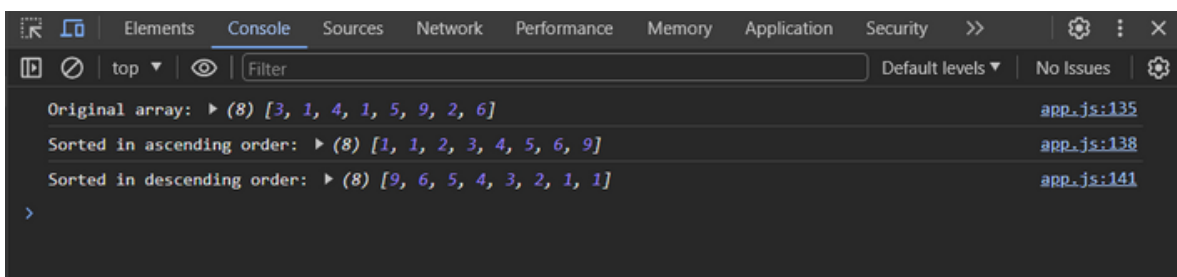 Elements Console Sources Network Performance Memory Application Security >>
top ▼ Filter Default levels ▼ No Issues
Original array: ▶ (8) [3, 1, 4, 1, 5, 9, 2, 6] app.js:135
Sorted in ascending order: ▶ (8) [1, 1, 2, 3, 4, 5, 6, 9] app.js:138
Sorted in descending order: ▶ (8) [9, 6, 5, 4, 3, 2, 1, 1] app.js:141
>